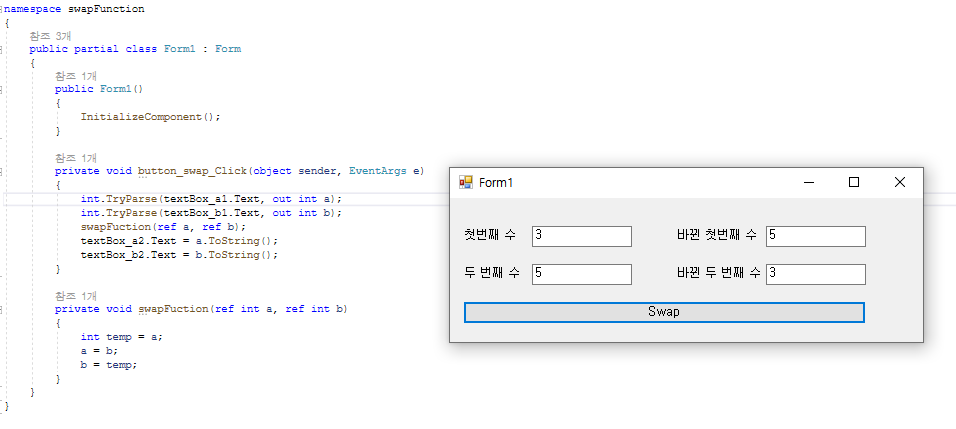 namespace swapFunction
{
참조 3개
public partial class Form1 : Form
{
참조 1개
public Form1()
{
InitializeComponent();
}
참조 1개
private void button_swap_Click(object sender, EventArgs e)
{
int.TryParse(textBox_a1.Text, out int a);
int.TryParse(textBox_b1.Text, out int b);
swapFuction(ref a, ref b);
textBox_a2.Text = a.ToString();
textBox_b2.Text = b.ToString();
}
참조 1개
private void swapFuction(ref int a, ref int b)
{
int temp = a;
a = b;
b = temp;
}
}
}
Form1
첫번째 수 3 바뀐 첫번째 수 5
두 번째 수 5 바뀐 두 번째 수 3
Swap